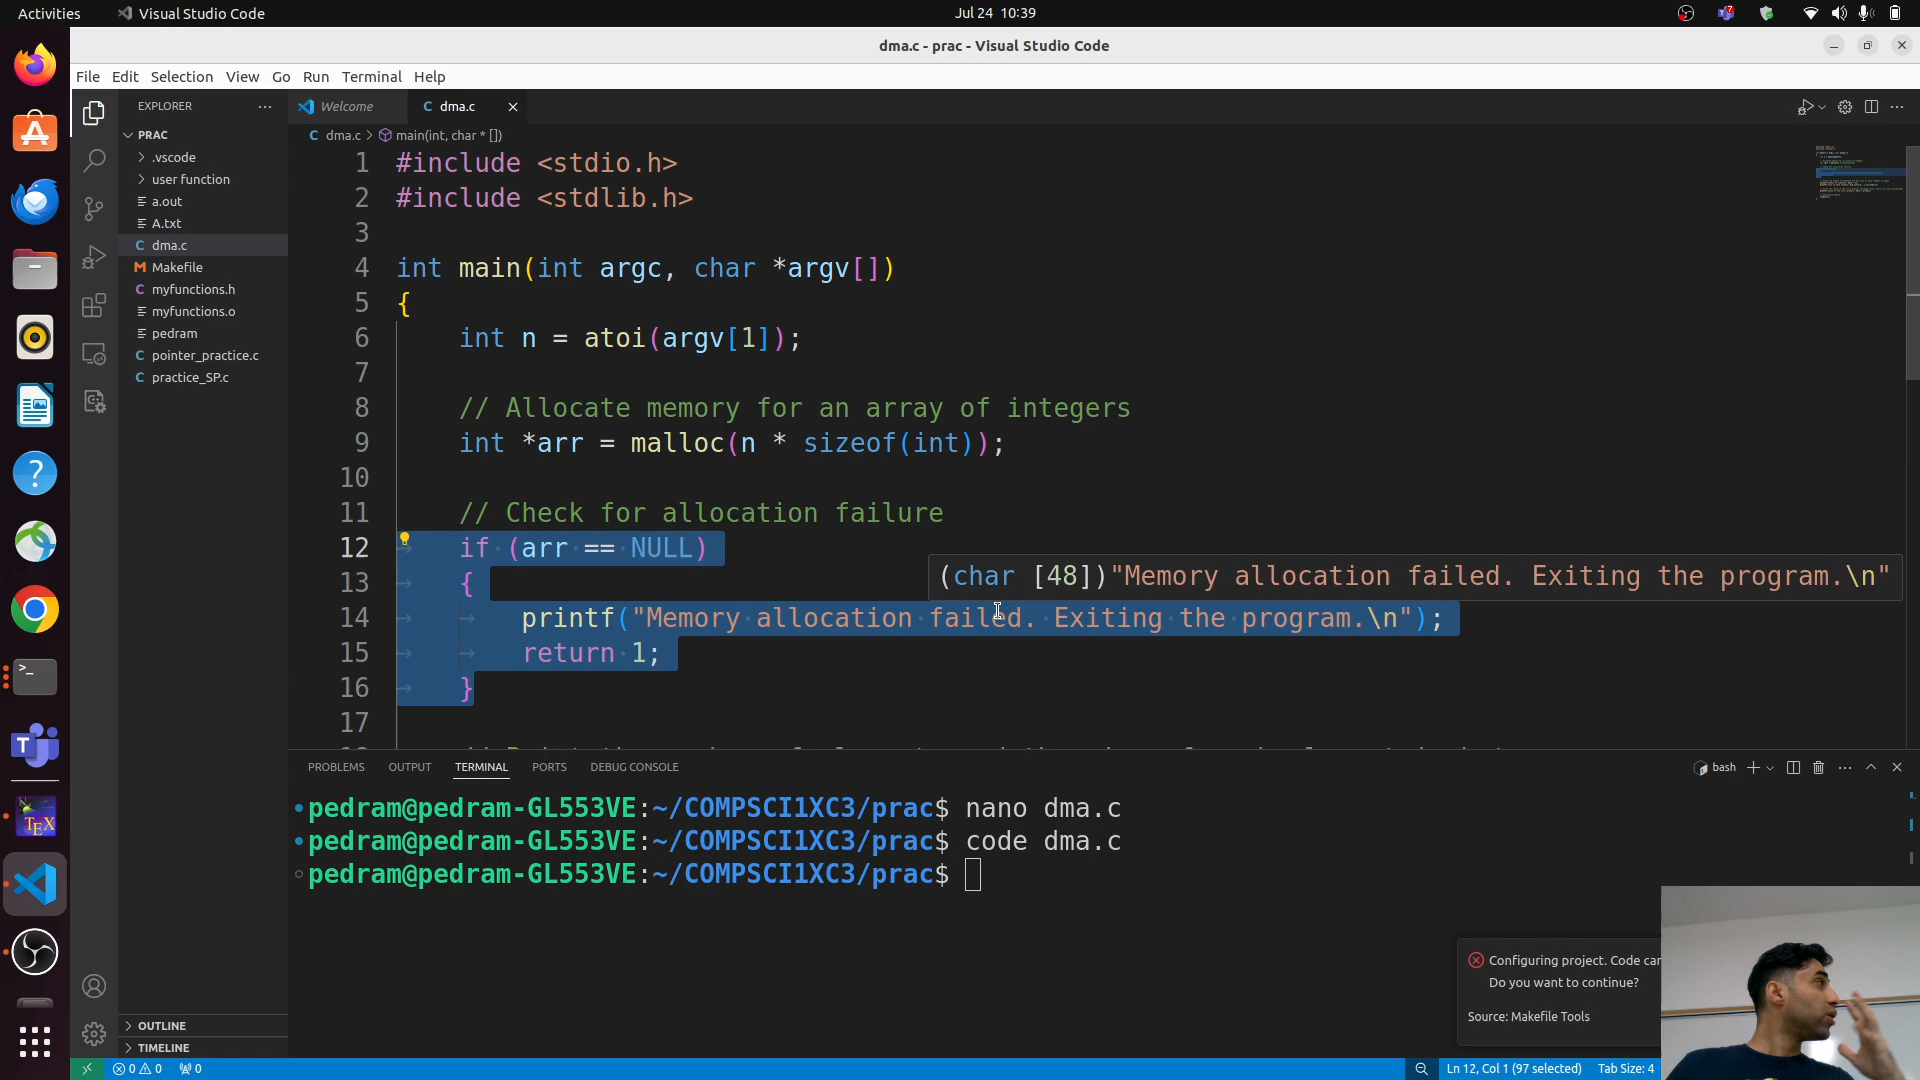 Activities
Visual Studio Code
Jul 24 10:39
dma.c - prac - Visual Studio Code
File Edit Selection View Go Run Terminal Help
EXPLORER
PRAC
.vscode
user function
a.out
A.txt
dma.c
Makefile
myfunctions.h
myfunctions.o
pedram
pointer_practice.c
practice_SP.c
OUTLINE
TIMELINE
Welcome
dma.c
dma.c > main(int, char * [])
1 #include <stdio.h>
2 #include <stdlib.h>
3
4 int main(int argc, char *argv[])
5 {
6 int n = atoi(argv[1]);
7
8 // Allocate memory for an array of integers
9 int *arr = malloc(n * sizeof(int));
10
11 // Check for allocation failure
12 if (arr == NULL)
13 {
(char [48])"Memory allocation failed. Exiting the program.\n"
14 printf("Memory allocation failed. Exiting the program.\n");
15 return 1;
16 }
17
PROBLEMS OUTPUT TERMINAL PORTS DEBUG CONSOLE
bash
pedram@pedram-GL553VE:~/COMPSCI1XC3/prac$ nano dma.c
pedram@pedram-GL553VE:~/COMPSCI1XC3/prac$ code dma.c
pedram@pedram-GL553VE:~/COMPSCI1XC3/prac$
Configuring project. Code
Do you want to continue?
Source: Makefile Tools
0 0 0
Ln 12, Col 1 (97 selected)
Tab Size: 4